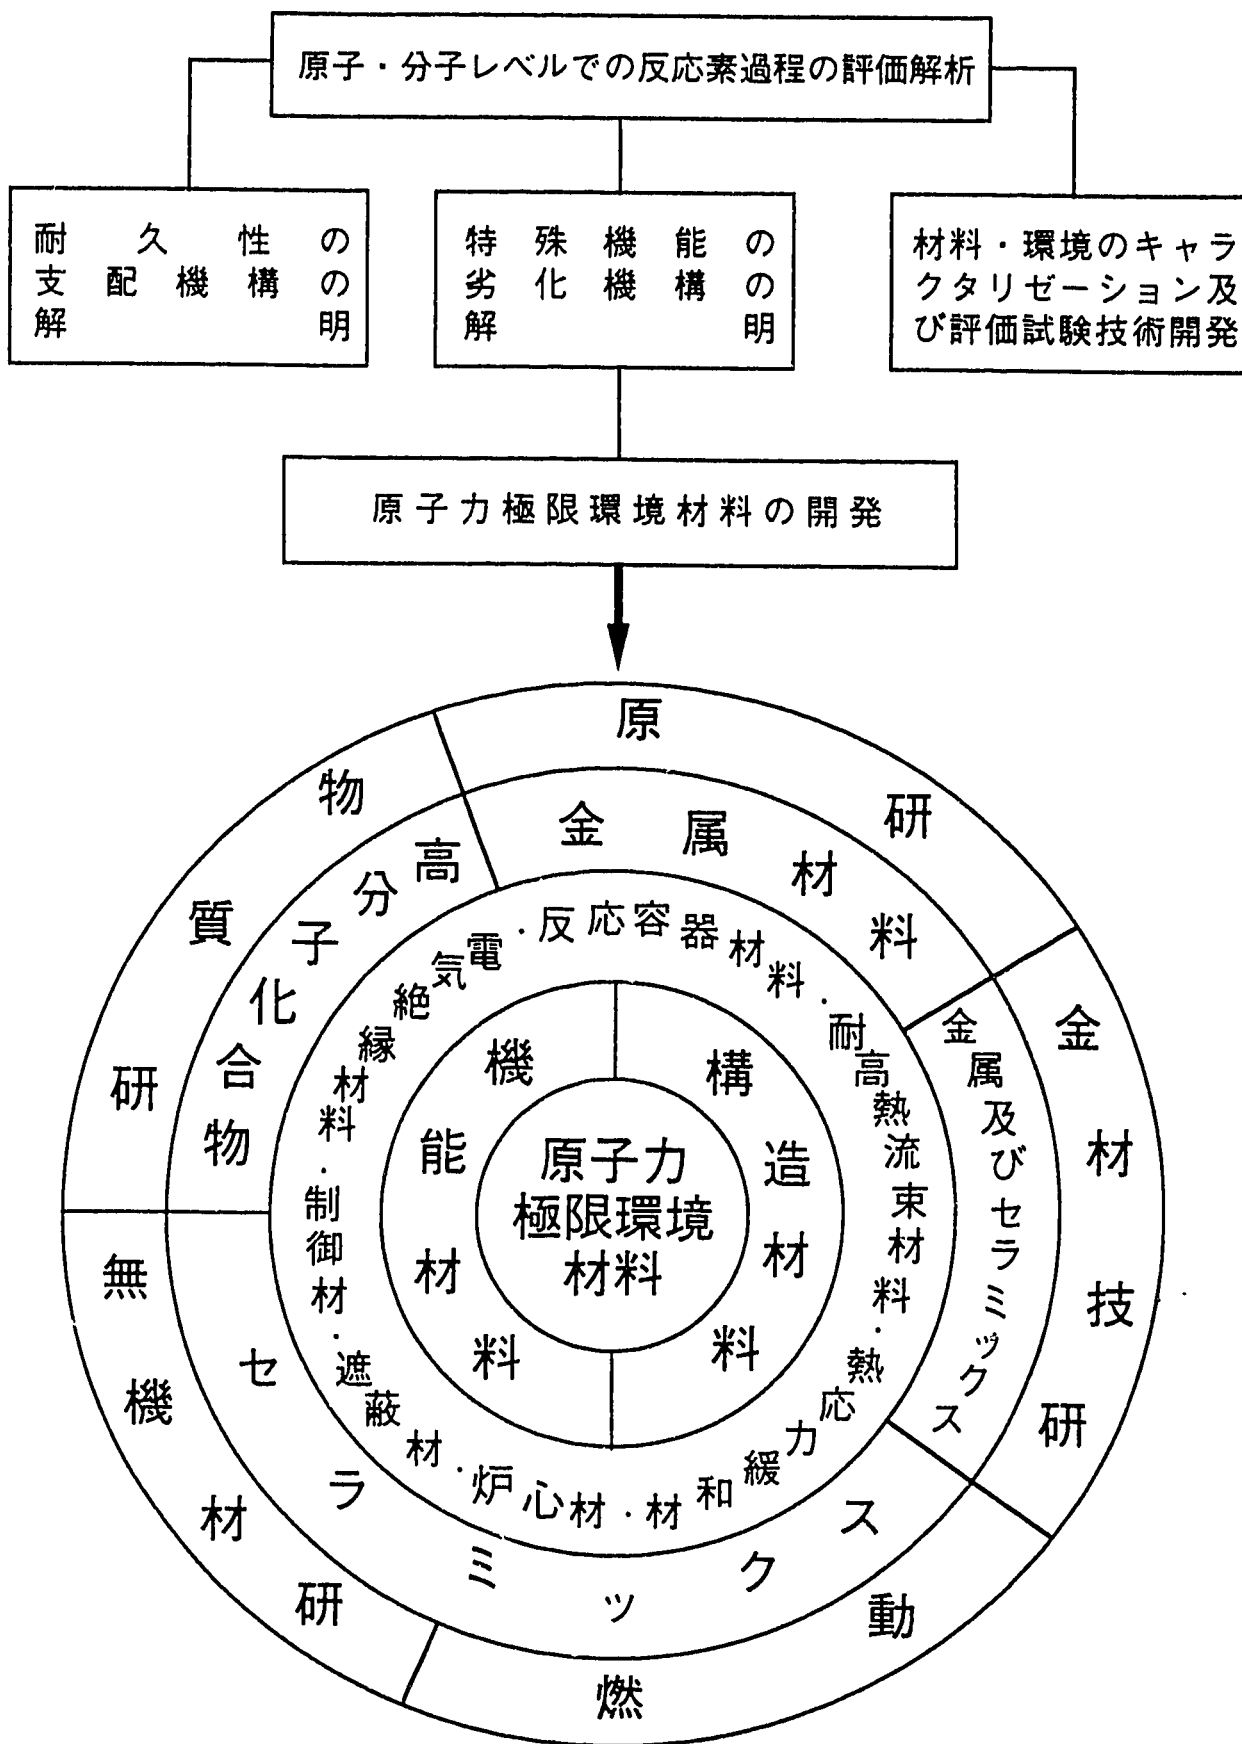 原子・分子レベルでの反応素過程の評価解析
耐久性の
支配機構の
解明
特殊機能の
劣化機構の
解明
材料・環境のキャラ
クタリゼーション及
び評価試験技術開発
原子力極限環境材料の開発
原研
金材技研
動燃
無機材研
物質研
金属材料
金属及びセラミックス
セラミックス
高分子化合物
反応容器材料・耐高熱流束材料・熱応力緩和材・
電気絶縁材料・制御材・遮蔽材・炉心材・
構造材料
機能材料
原子力
極限環境
材料